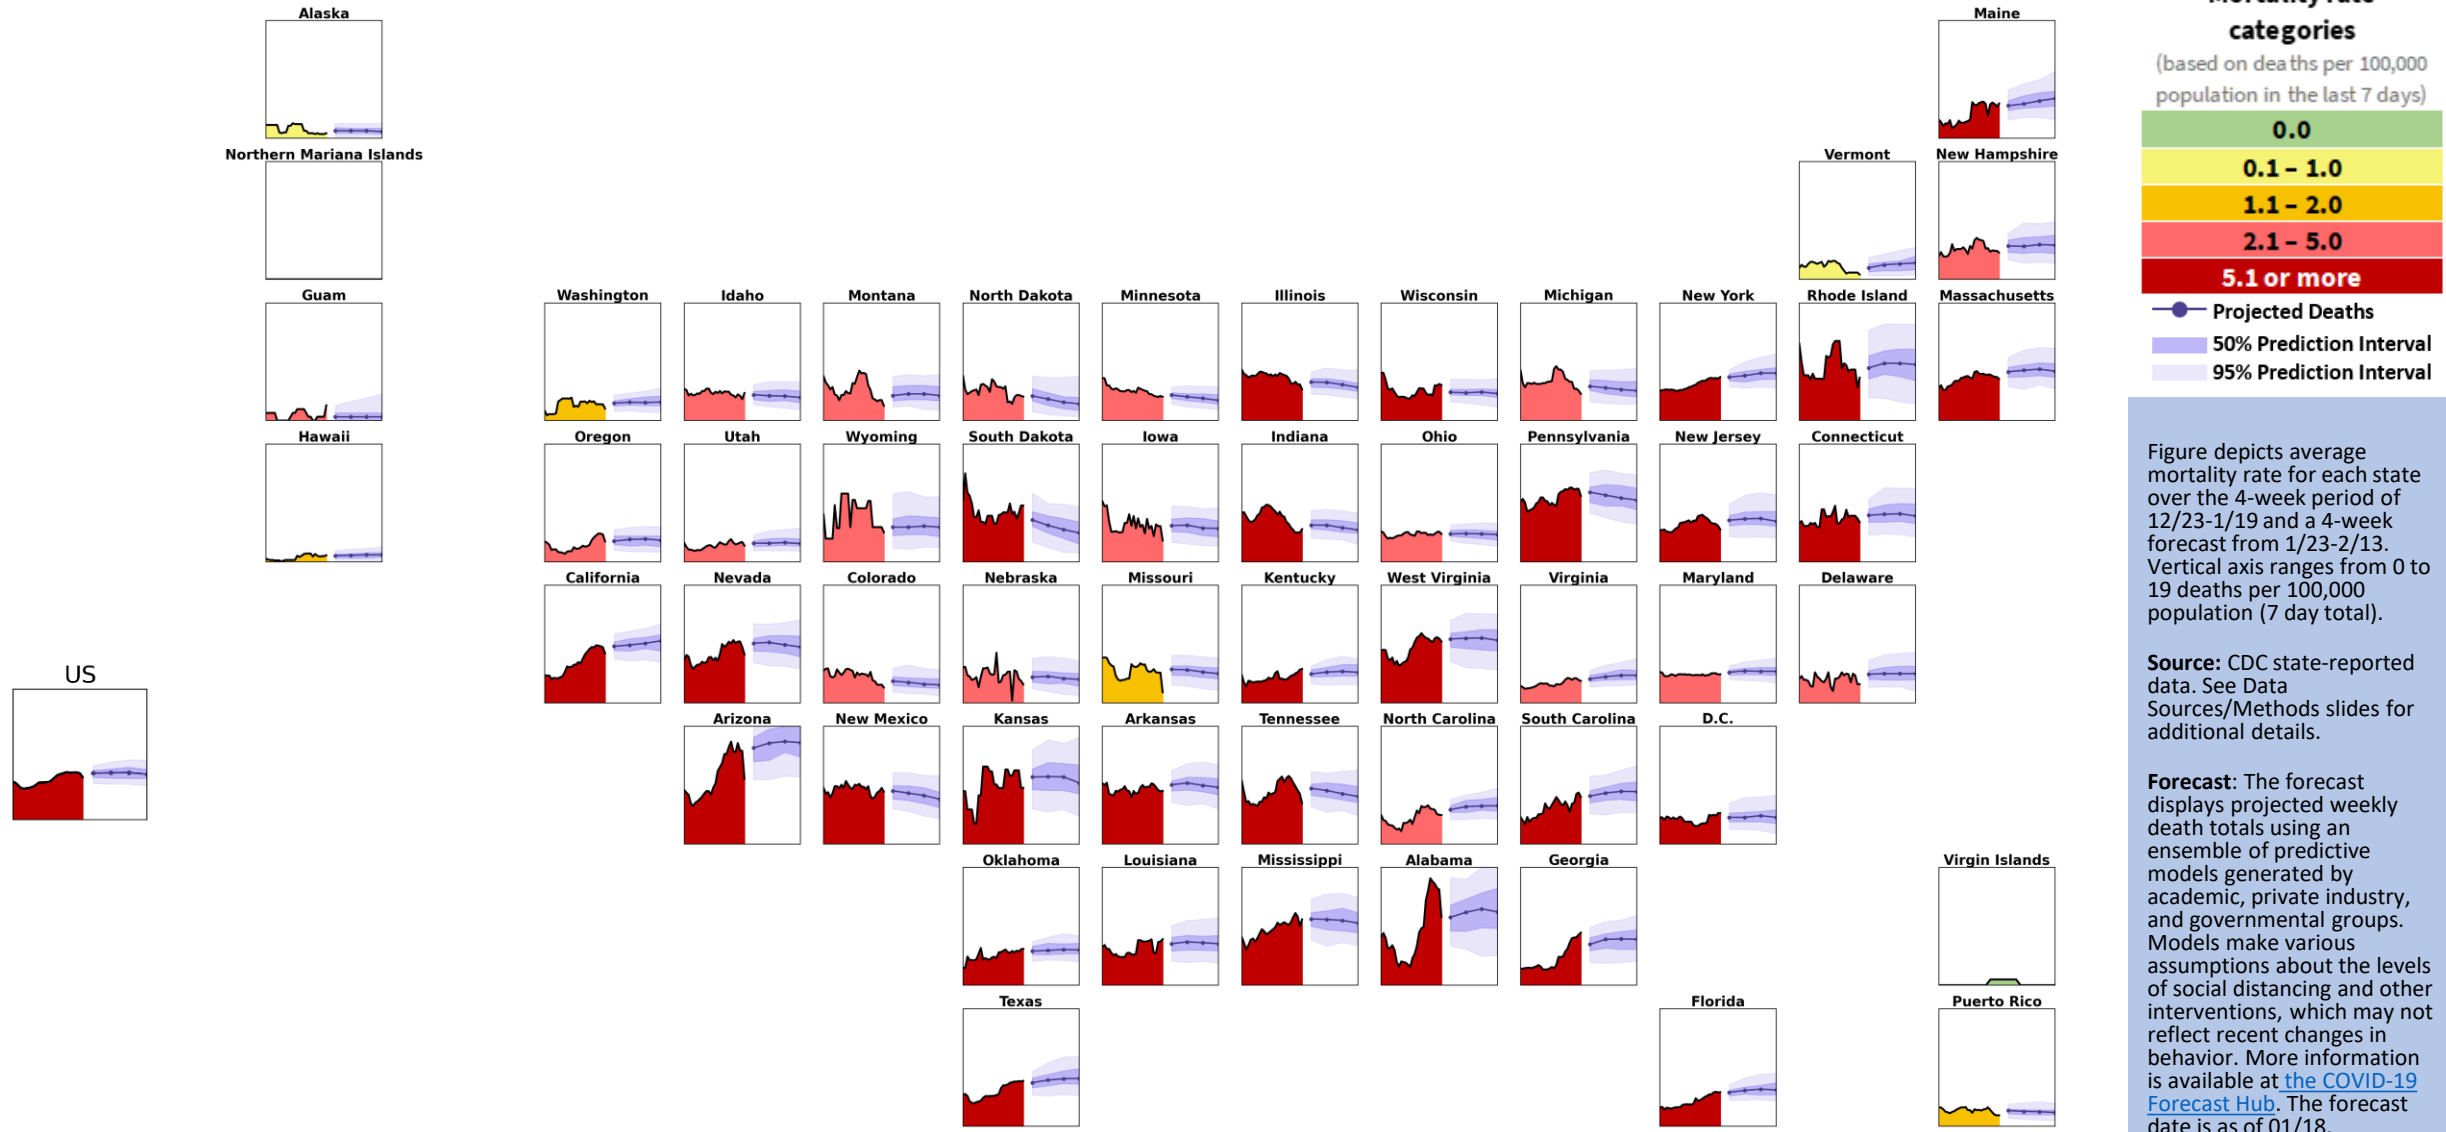 Alaska
Maine
Mortality rate
categories
(based on deaths per 100,000
population in the last 7 days)
0.0
0.1 – 1.0
1.1 – 2.0
2.1 – 5.0
5.1 or more
Projected Deaths
50% Prediction Interval
95% Prediction Interval
Northern Mariana Islands
Vermont
New Hampshire
Guam
Washington
Idaho
Montana
North Dakota
Minnesota
Illinois
Wisconsin
Michigan
New York
Rhode Island
Massachusetts
Hawaii
Oregon
Utah
Wyoming
South Dakota
Iowa
Indiana
Ohio
Pennsylvania
New Jersey
Connecticut
California
Nevada
Colorado
Nebraska
Missouri
Kentucky
West Virginia
Virginia
Maryland
Delaware
US
Arizona
New Mexico
Kansas
Arkansas
Tennessee
North Carolina
South Carolina
D.C.
Oklahoma
Louisiana
Mississippi
Alabama
Georgia
Virgin Islands
Texas
Florida
Puerto Rico
Figure depicts average
mortality rate for each state
over the 4-week period of
12/23-1/19 and a 4-week
forecast from 1/23-2/13.
Vertical axis ranges from 0 to
19 deaths per 100,000
population (7 day total).
Source: CDC state-reported
data. See Data
Sources/Methods slides for
additional details.
Forecast: The forecast
displays projected weekly
death totals using an
ensemble of predictive
models generated by
academic, private industry,
and governmental groups.
Models make various
assumptions about the levels
of social distancing and other
interventions, which may not
reflect recent changes in
behavior. More information
is available at the COVID-19
Forecast Hub. The forecast
date is as of 01/18.